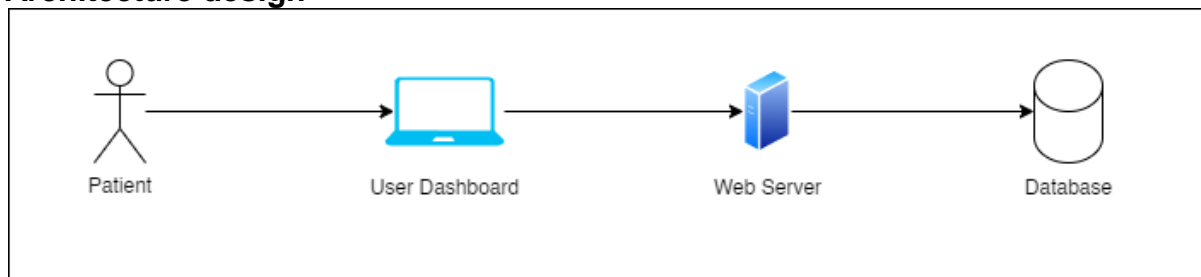 Architecture design
Patient
User Dashboard
Web Server
Database